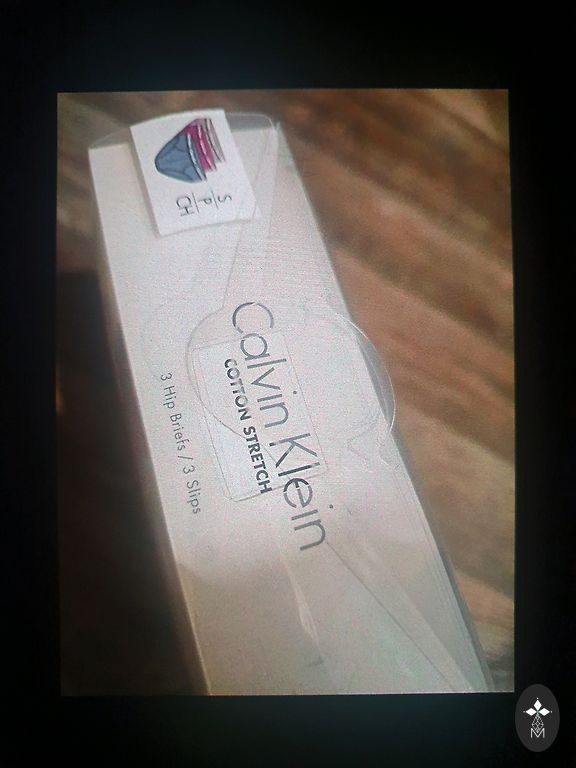 S
P
CH
Calvin Klein
COTTON STRETCH
3 Hip Briefs / 3 Slips
M